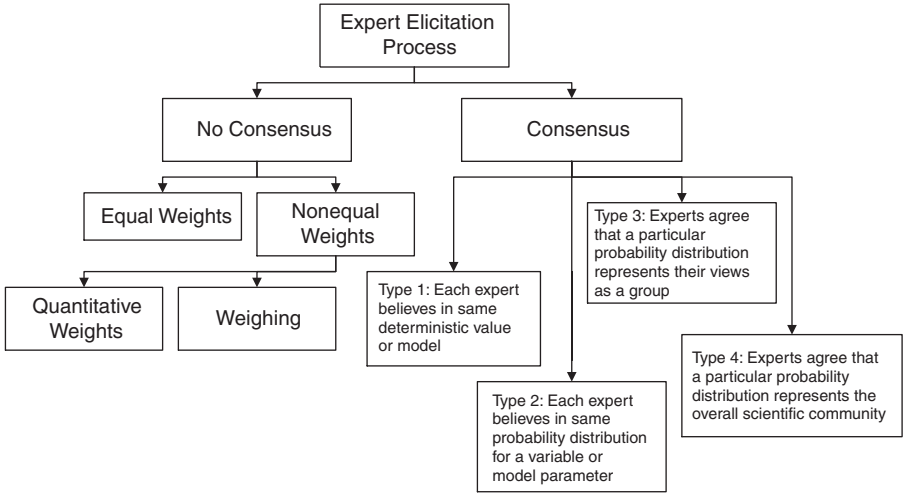 Expert Elicitation
Process
No Consensus
Consensus
Equal Weights
Nonequal
Weights
Quantitative
Weights
Weighing
Type 1: Each expert
believes in same
deterministic value
or model
Type 2: Each expert
believes in same
probability distribution
for a variable or
model parameter
Type 3: Experts agree
that a particular
probability distribution
represents their views
as a group
Type 4: Experts agree that
a particular probability
distribution represents the
overall scientific community